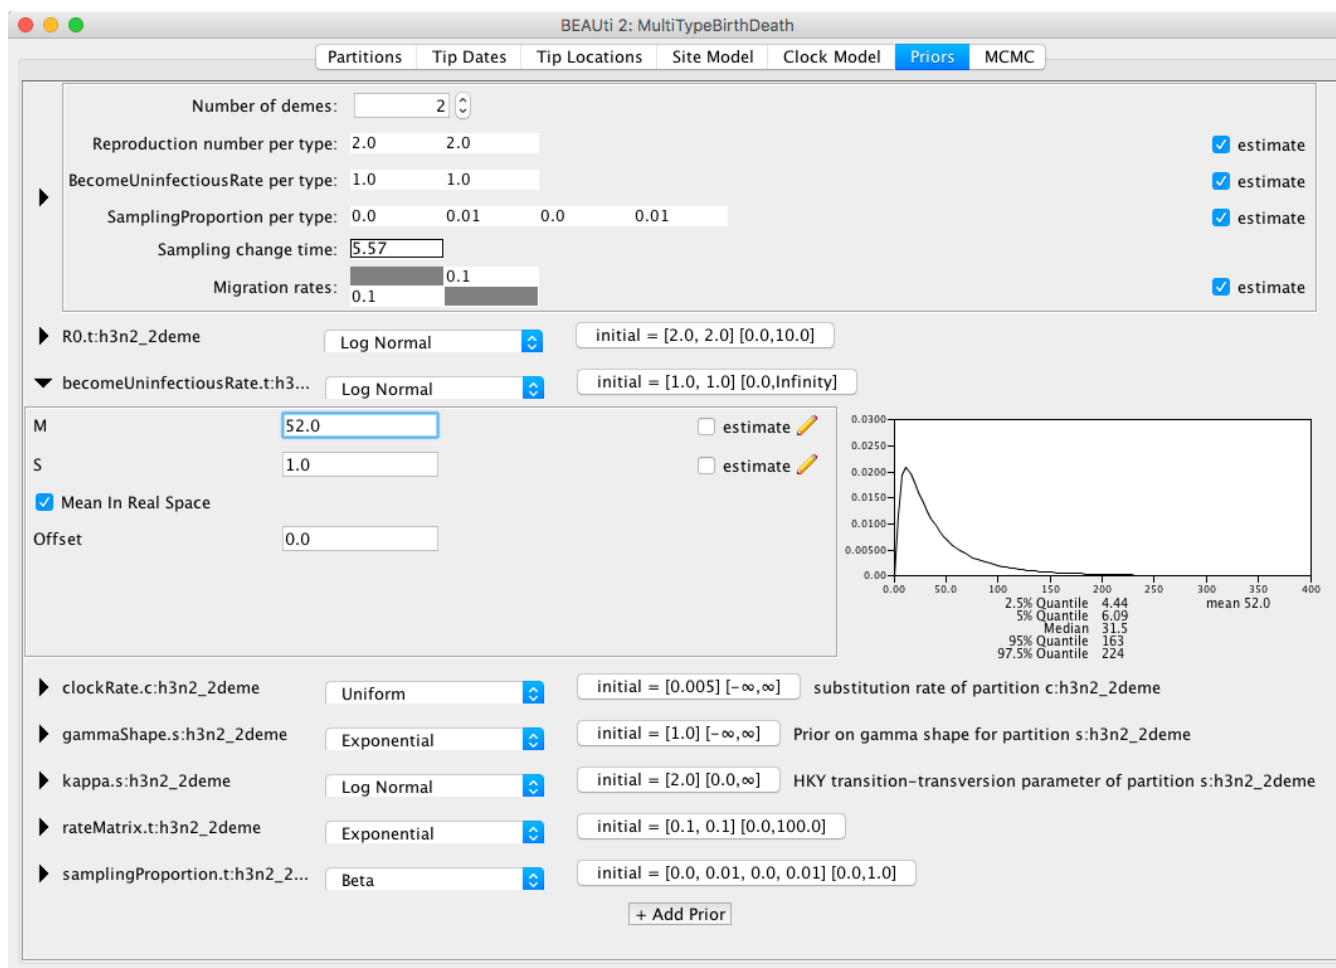 BEAUti 2: MultiTypeBirthDeath
Partitions Tip Dates Tip Locations Site Model Clock Model Priors MCMC
Number of demes: 2
Reproduction number per type: 2.0 2.0 estimate
BecomeUninfectiousRate per type: 1.0 1.0 estimate
SamplingProportion per type: 0.0 0.01 0.0 0.01 estimate
Sampling change time: 5.57
Migration rates: 0.1 0.1 estimate
R0.t:h3n2_2deme Log Normal initial = [2.0, 2.0] [0.0,10.0]
becomeUninfectiousRate.t:h3... Log Normal initial = [1.0, 1.0] [0.0,Infinity]
M 52.0 estimate
S 1.0 estimate
Mean In Real Space
Offset 0.0
0.0300
0.0250
0.0200
0.0150
0.0100
0.00500
0.00
0.00 50.0 100 150 200 250 300 350 400
2.5% Quantile 4.44 mean 52.0
5% Quantile 6.09
Median 31.5
95% Quantile 163
97.5% Quantile 224
clockRate.c:h3n2_2deme Uniform initial = [0.005] [-∞,∞] substitution rate of partition c:h3n2_2deme
gammaShape.s:h3n2_2deme Exponential initial = [1.0] [-∞,∞] Prior on gamma shape for partition s:h3n2_2deme
kappa.s:h3n2_2deme Log Normal initial = [2.0] [0.0,∞] HKY transition-transversion parameter of partition s:h3n2_2deme
rateMatrix.t:h3n2_2deme Exponential initial = [0.1, 0.1] [0.0,100.0]
samplingProportion.t:h3n2_2... Beta initial = [0.0, 0.01, 0.0, 0.01] [0.0,1.0]
+ Add Prior